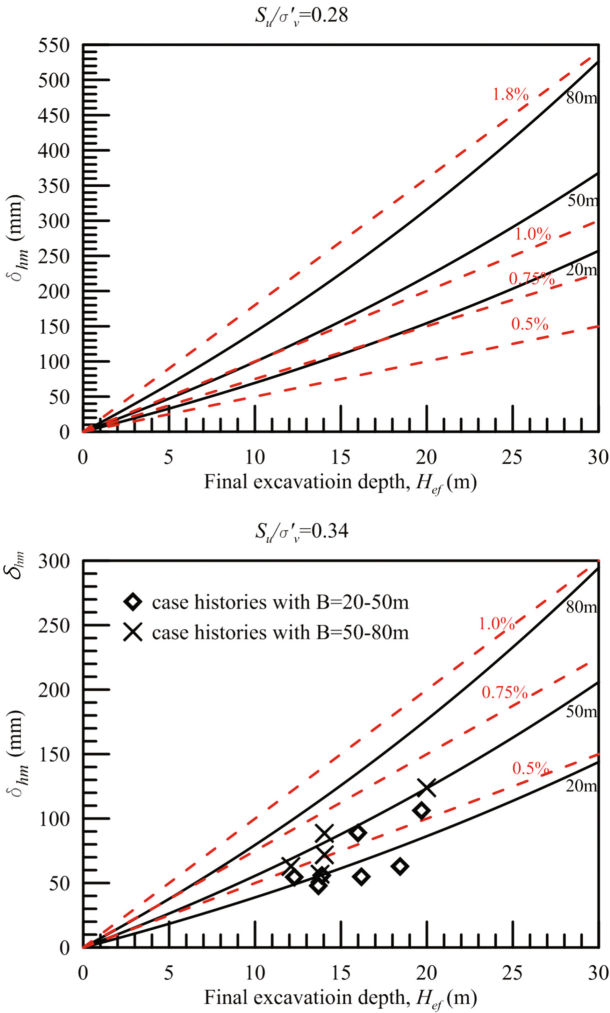 Su/σ'v=0.28
550
500
450
400
350
300
250
200
150
100
50
0
δhm (mm)
1.8%
80m
50m
1.0%
0.75%
20m
0.5%
0 5 10 15 20 25 30
Final excavatioin depth, Hef (m)
Su/σ'v=0.34
δhm
300
250
200
150
100
50
0
δhm (mm)
case histories with B=20-50m
case histories with B=50-80m
1.0%
80m
0.75%
50m
0.5%
20m
0 5 10 15 20 25 30
Final excavatioin depth, Hef (m)